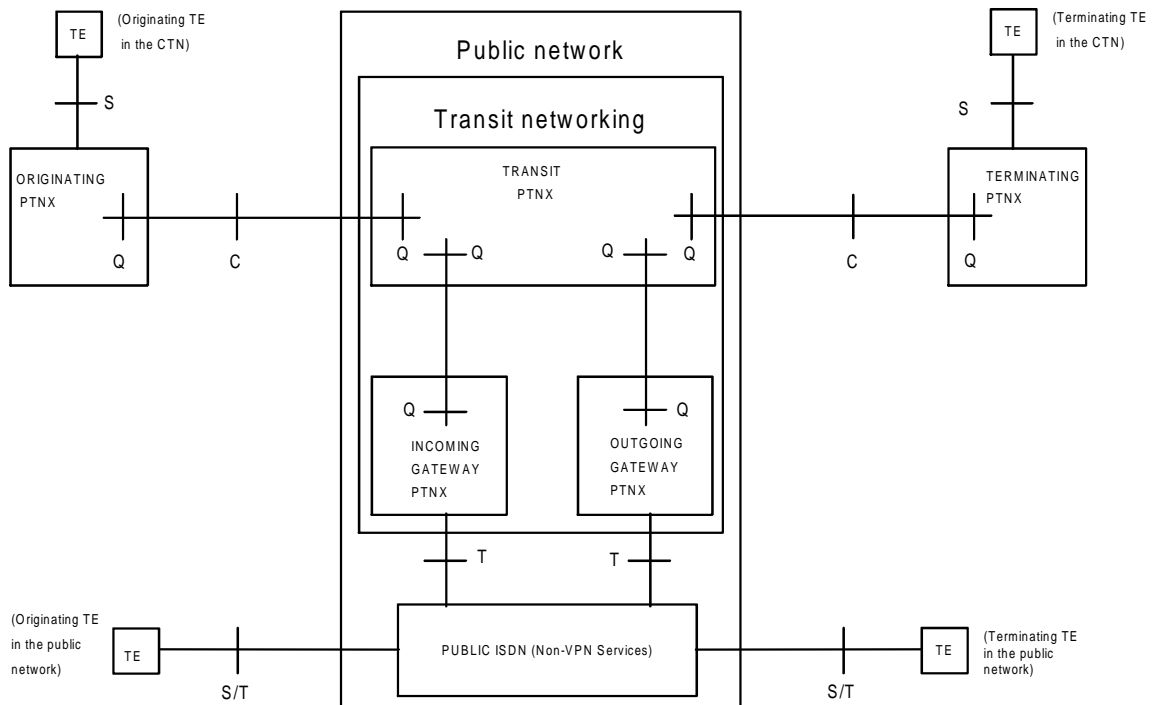 TE
(Originating TE
in the CTN)
Public network
TE
(Terminating TE
in the CTN)
S
S
Transit networking
ORIGINATING
PTNX
TRANSIT
PTNX
TERMINATING
PTNX
Q
C
Q
Q
Q
Q
C
Q
Q
Q
INCOMING
GATEWAY
PTNX
OUTGOING
GATEWAY
PTNX
T
T
(Originating TE
in the public
network)
TE
S/T
PUBLIC ISDN (Non-VPN Services)
S/T
TE
(Terminating TE
in the public
network)